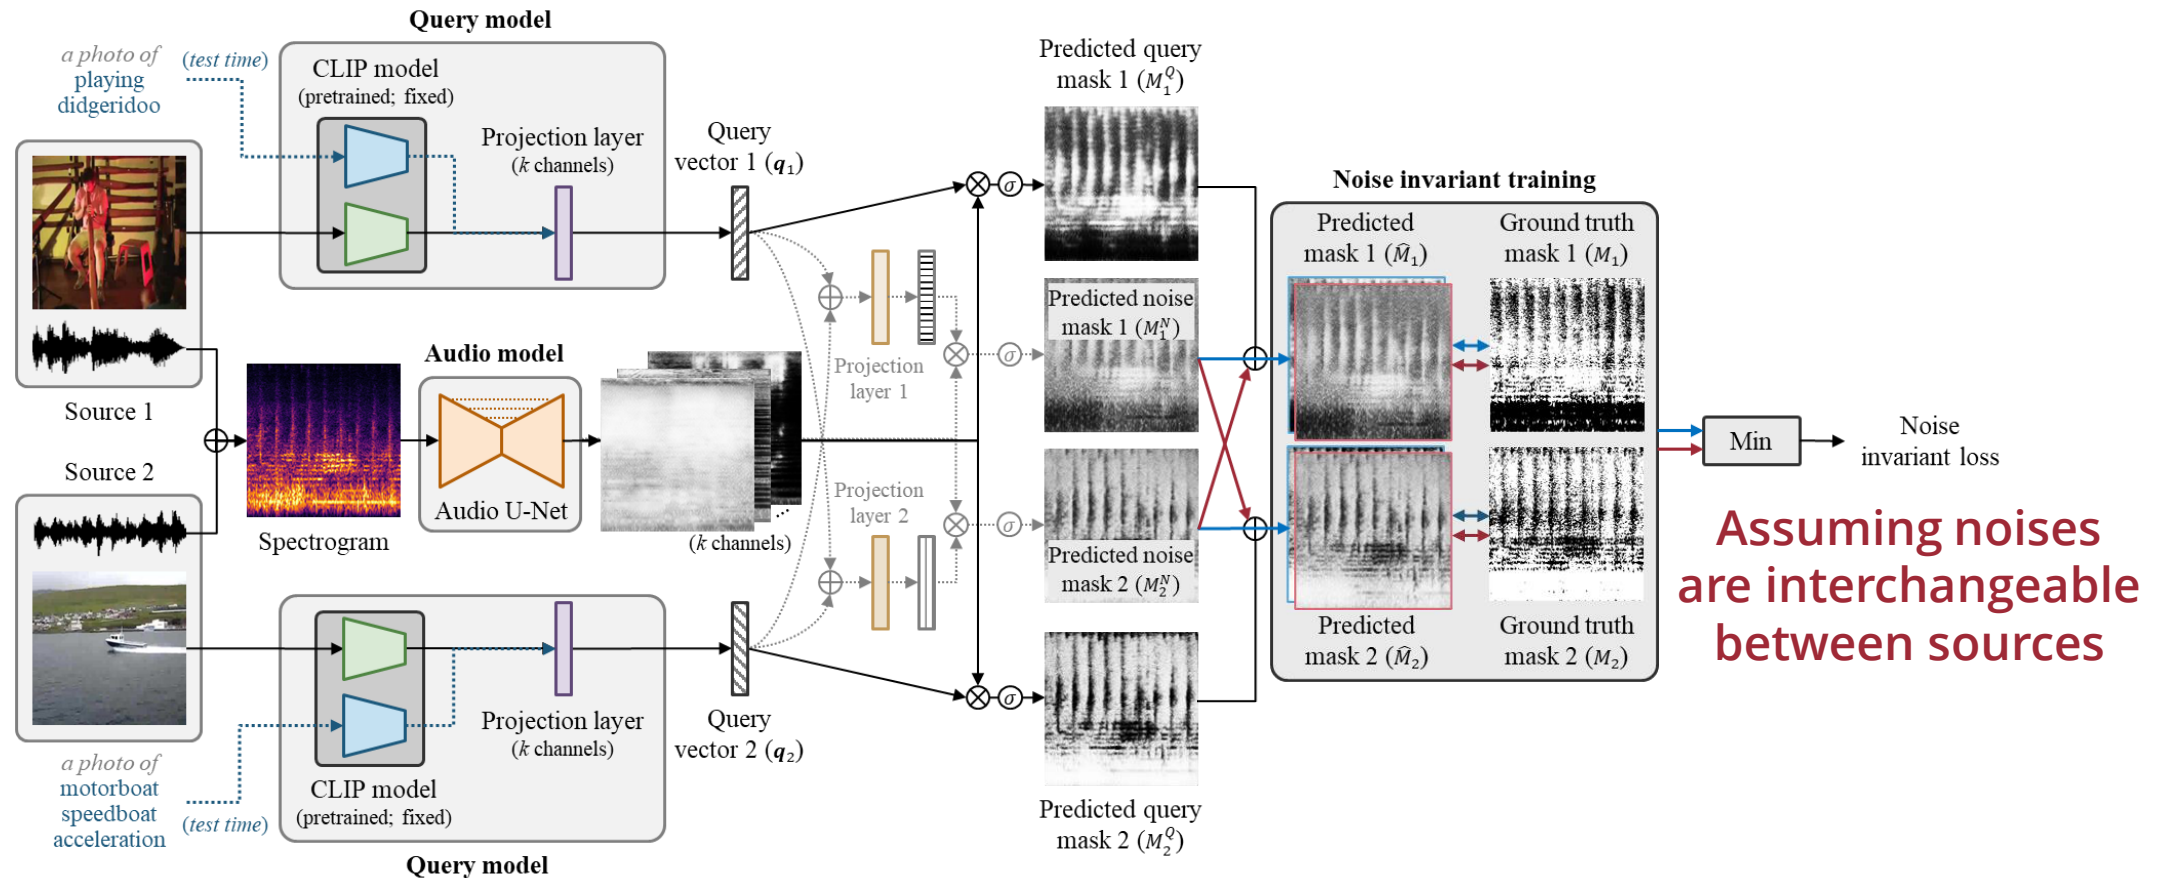 Query model
a photo of
playing
didgeridoo
(test time)
CLIP model
(pretrained; fixed)
Projection layer
(k channels)
Query
vector 1 (q₁)
Source 1
Source 2
Spectrogram
Audio model
Audio U-Net
(k channels)
...
Projection
layer 1
Projection
layer 2
σ
σ
σ
σ
Predicted query
mask 1 (M₁^Q)
Predicted noise
mask 1 (M₁^N)
Predicted noise
mask 2 (M₂^N)
Predicted query
mask 2 (M₂^Q)
Noise invariant training
Predicted
mask 1 (M̂₁)
Ground truth
mask 1 (M₁)
Predicted
mask 2 (M̂₂)
Ground truth
mask 2 (M₂)
Min
Noise
invariant loss
Assuming noises
are interchangeable
between sources
Projection layer
(k channels)
Query
vector 2 (q₂)
a photo of
motorboat
speedboat
acceleration
(test time)
CLIP model
(pretrained; fixed)
Query model